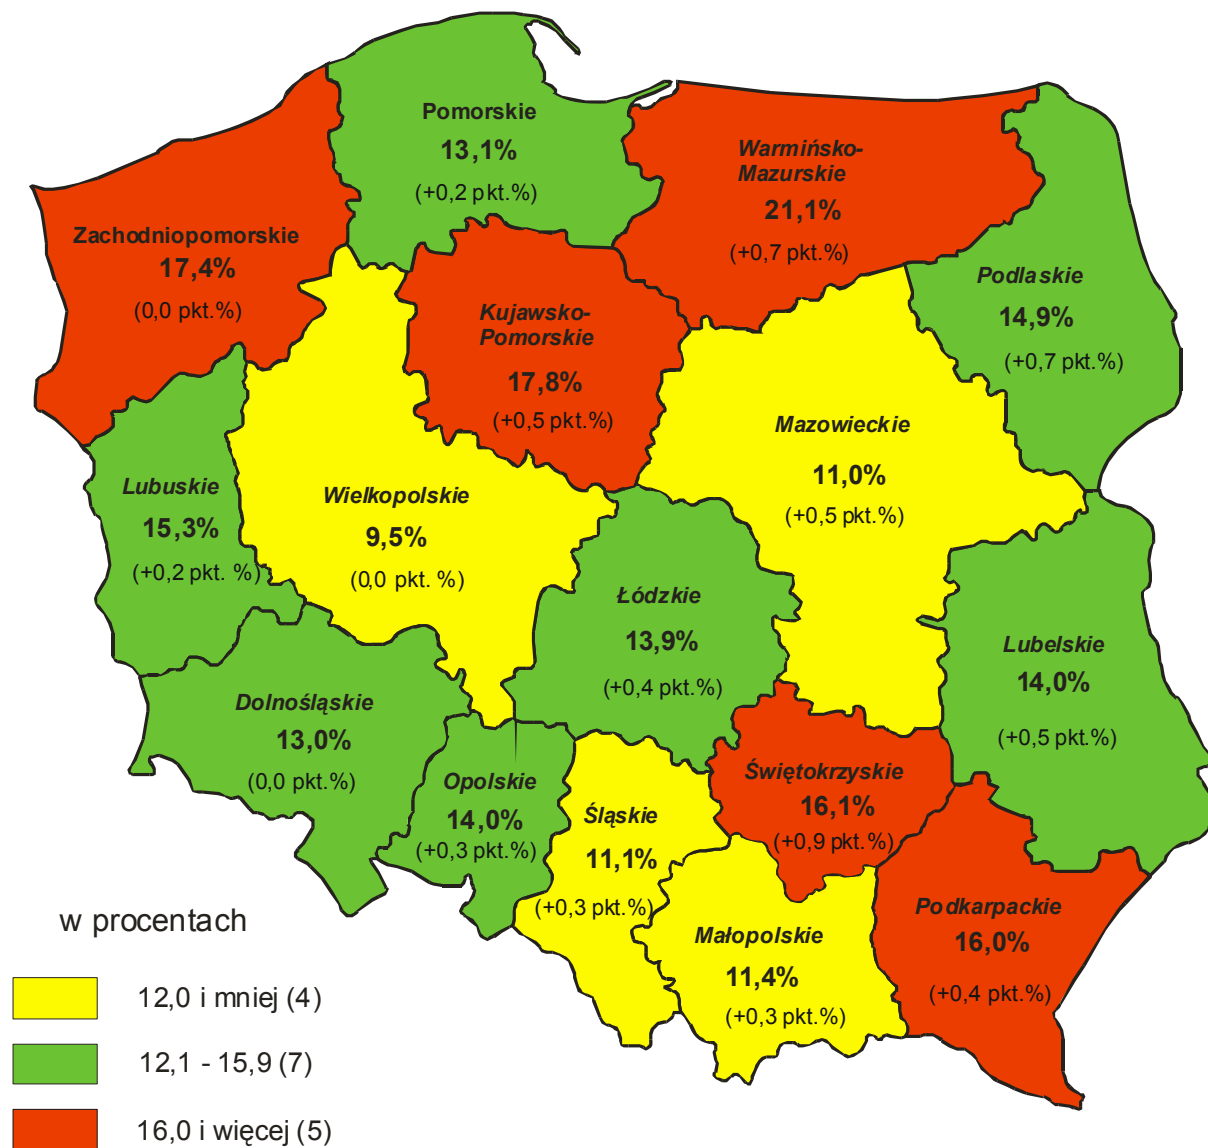 Pomorskie
13,1%
(+0,2 pkt.%)
Warmińsko-
Mazurskie
21,1%
(+0,7 pkt.%)
Zachodniopomorskie
17,4%
(0,0 pkt.%)
Podlaskie
14,9%
(+0,7 pkt.%)
Kujawsko-
Pomorskie
17,8%
(+0,5 pkt.%)
Mazowieckie
11,0%
(+0,5 pkt.%)
Lubuskie
15,3%
(+0,2 pkt. %)
Wielkopolskie
9,5%
(0,0 pkt. %)
Łódzkie
13,9%
(+0,4 pkt.%)
Lubelskie
14,0%
(+0,5 pkt.%)
Dolnośląskie
13,0%
(0,0 pkt.%)
Opolskie
14,0%
(+0,3 pkt.%)
Śląskie
11,1%
(+0,3 pkt.%)
Świętokrzyskie
16,1%
(+0,9 pkt.%)
Małopolskie
11,4%
(+0,3 pkt.%)
Podkarpackie
16,0%
(+0,4 pkt.%)
w procentach
12,0 i mniej (4)
12,1 - 15,9 (7)
16,0 i więcej (5)